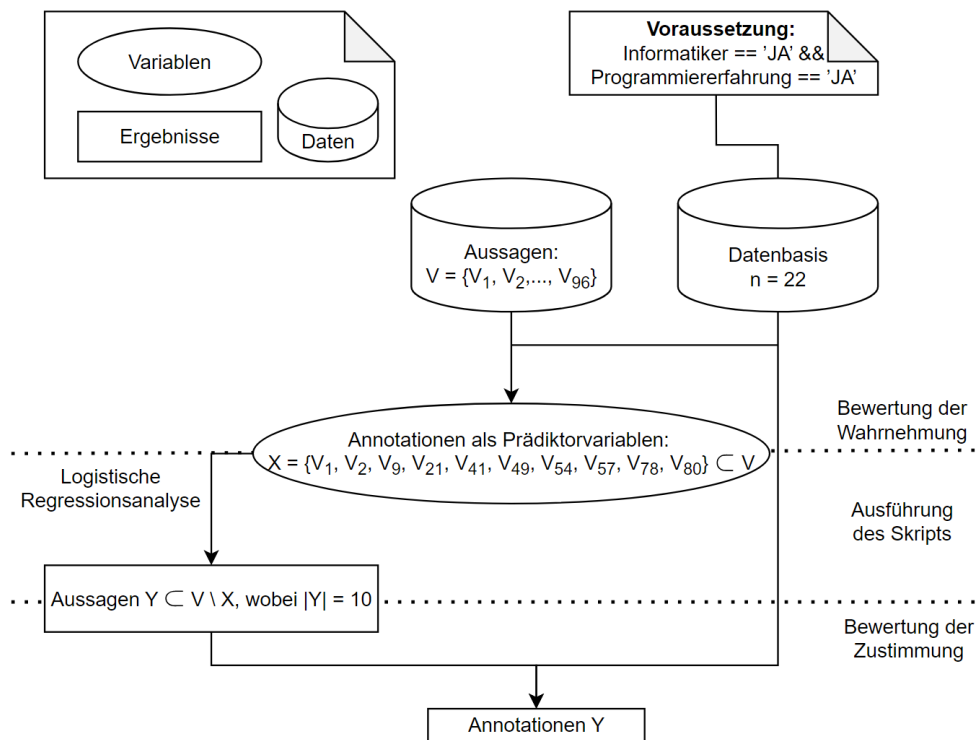 Variablen
Ergebnisse
Daten
Voraussetzung:
Informatiker == 'JA' &&
Programmiererfahrung == 'JA'
Aussagen:
V = {V₁, V₂,..., V₉₆}
Datenbasis
n = 22
Bewertung der
Wahrnehmung
Annotationen als Prädiktorvariablen:
X = {V₁, V₂, V₉, V₂₁, V₄₁, V₄₉, V₅₄, V₅₇, V₇₈, V₈₀} ⊂ V
Logistische
Regressionsanalyse
Ausführung
des Skripts
Aussagen Y ⊂ V \ X, wobei |Y| = 10
Bewertung der
Zustimmung
Annotationen Y